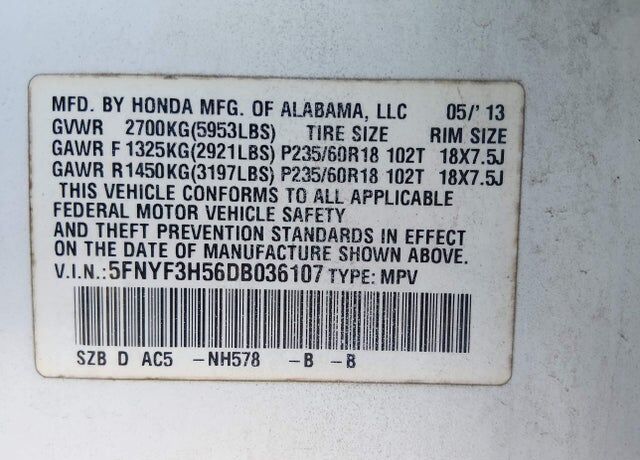 MFD. BY HONDA MFG. OF ALABAMA, LLC 05/'13
GVWR 2700KG(5953LBS) TIRE SIZE RIM SIZE
GAWR F 1325KG(2921LBS) P235/60R18 102T 18X7.5J
GAWR R1450KG(3197LBS) P235/60R18 102T 18X7.5J
THIS VEHICLE CONFORMS TO ALL APPLICABLE
FEDERAL MOTOR VEHICLE SAFETY
AND THEFT PREVENTION STANDARDS IN EFFECT
ON THE DATE OF MANUFACTURE SHOWN ABOVE.
V.I.N.:5FNYF3H56DB036107 TYPE: MPV
SZB D AC5 -NH578 -B -B